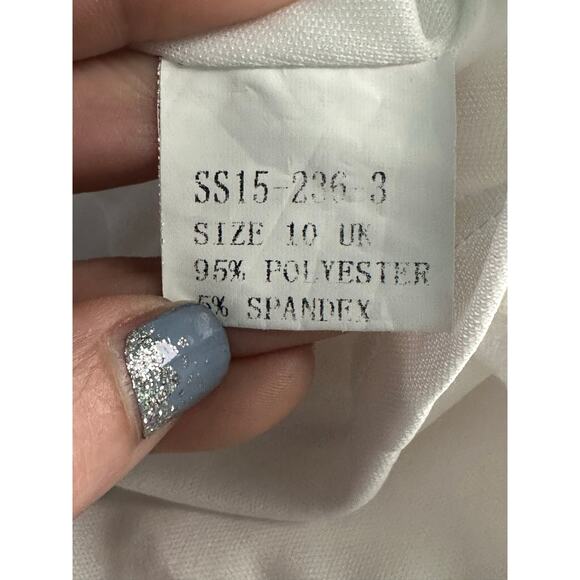 SS15-236-3
SIZE 10 UK
95% POLYESTER
5% SPANDEX